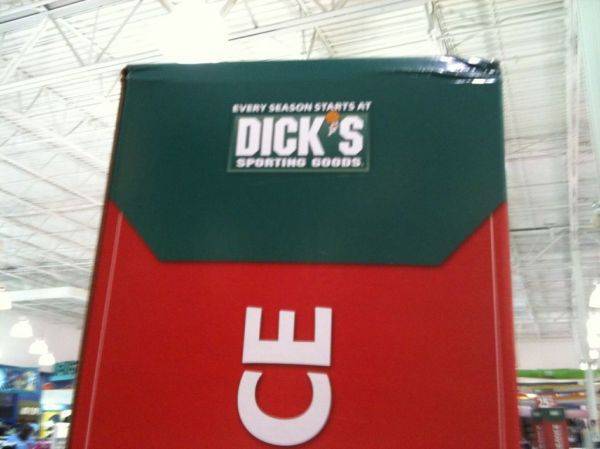 EVERY SEASON STARTS AT
DICK'S
SPORTING GOODS
CE